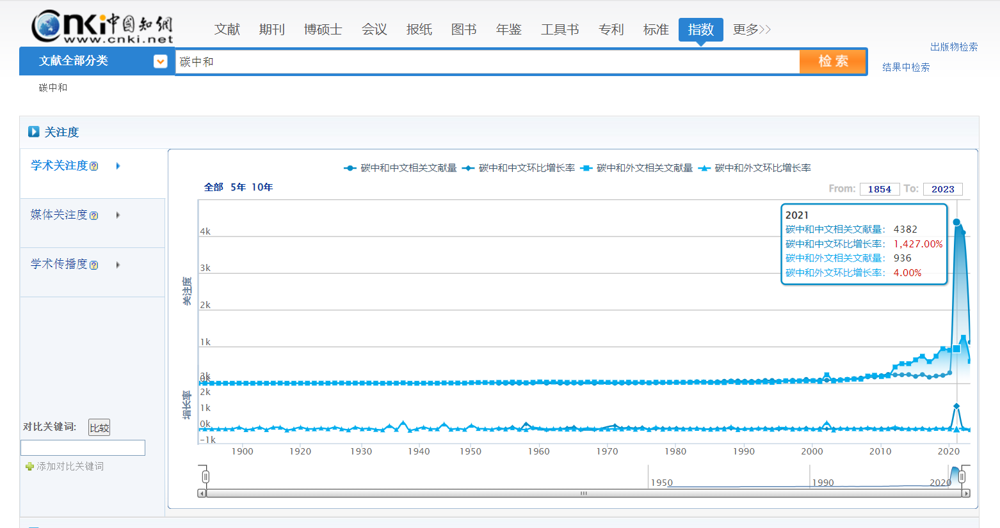 cnki中国知網
www.cnki.net
文献 期刊 博硕士 会议 报纸 图书 年鉴 工具书 专利 标准 指数 更多>>
出版物检索
文献全部分类 碳中和 检索
结果中检索
碳中和
关注度
学术关注度?
媒体关注度?
学术传播度?
对比关键词: 比较
添加对比关键词
碳中和中文相关文献量 碳中和中文环比增长率 碳中和外文相关文献量 碳中和外文环比增长率
全部 5年 10年
From: 1854 To: 2023
2021
碳中和中文相关文献量: 4382
碳中和中文环比增长率: 1,427.00%
碳中和外文相关文献量: 936
碳中和外文环比增长率: 4.00%
关注度
4k
3k
2k
1k
0k
增长率
3k
2k
1k
0k
-1k
1900 1920 1930 1940 1950 1960 1970 1980 1990 2000 2010 2020
1950 1990 2020